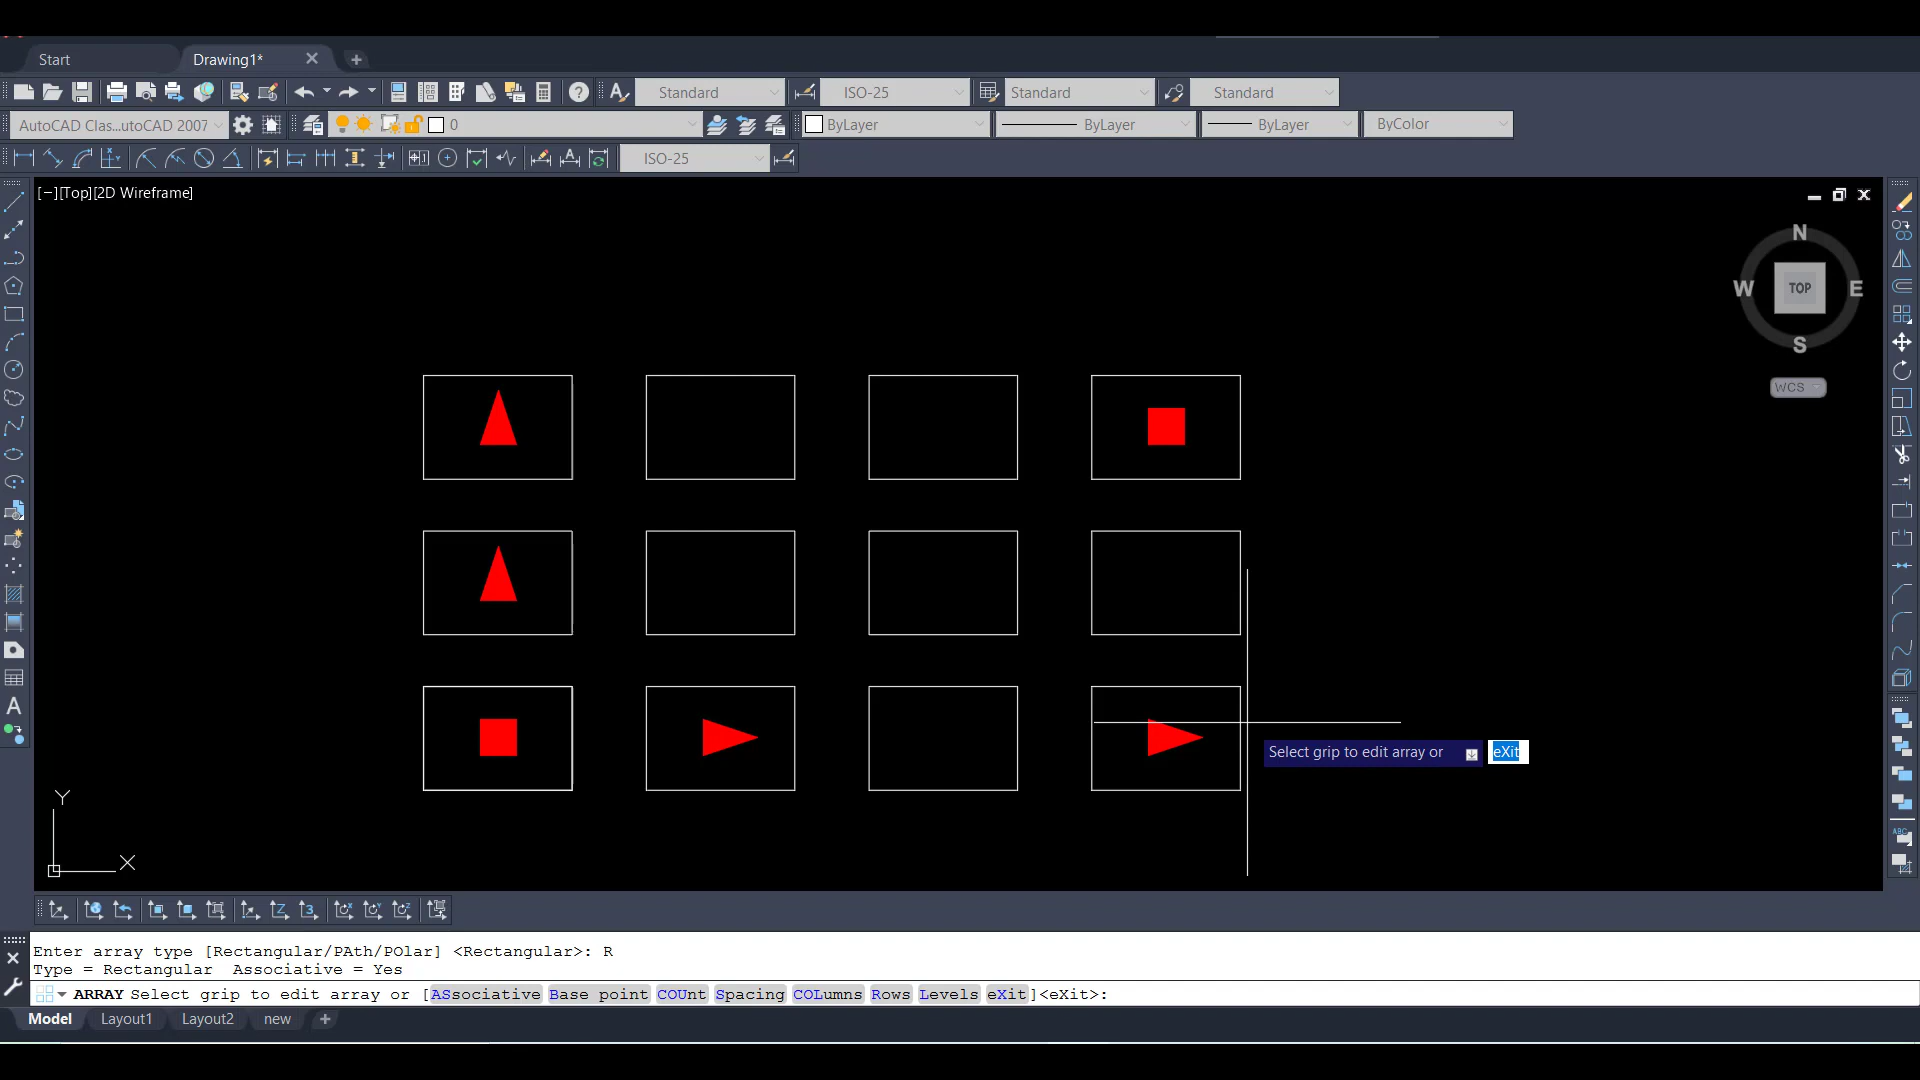 Start
Drawing1*
Standard
ISO-25
Standard
Standard
AutoCAD Clas...utoCAD 2007
0
ByLayer
ByLayer
ByLayer
ByColor
ISO-25
[−][Top][2D Wireframe]
N
W
TOP
E
S
WCS
Select grip to edit array or
eXit
Y
X
Enter array type [Rectangular/PAth/POlar] <Rectangular>: R
Type = Rectangular  Associative = Yes
ARRAY Select grip to edit array or [ASsociative Base point COUnt Spacing COLumns Rows Levels eXit]<eXit>:
Model
Layout1
Layout2
new